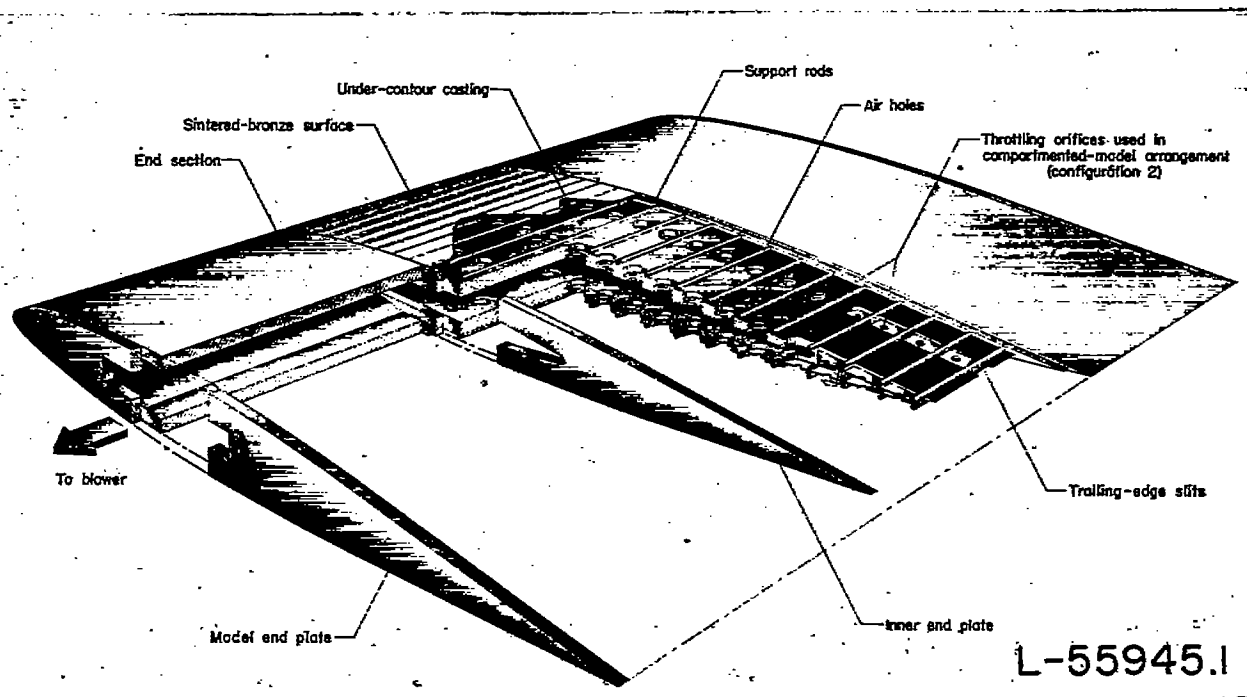 Support rods
Under-contour casting
Air holes
Sintered-bronze surface
Throttling orifices used in
compartmented-model arrangement
(configuration 2)
End section
To blower
Trailing-edge slits
Model end plate
Inner end plate
L-55945.1